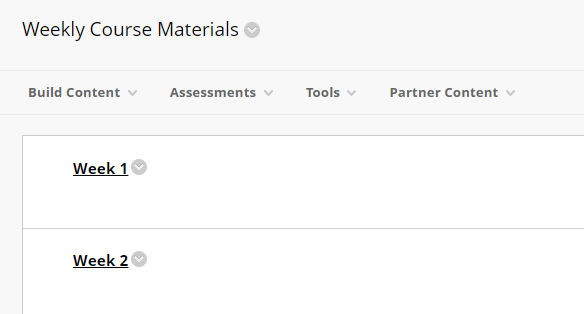 Weekly Course Materials
Build Content Assessments Tools Partner Content
Week 1
Week 2